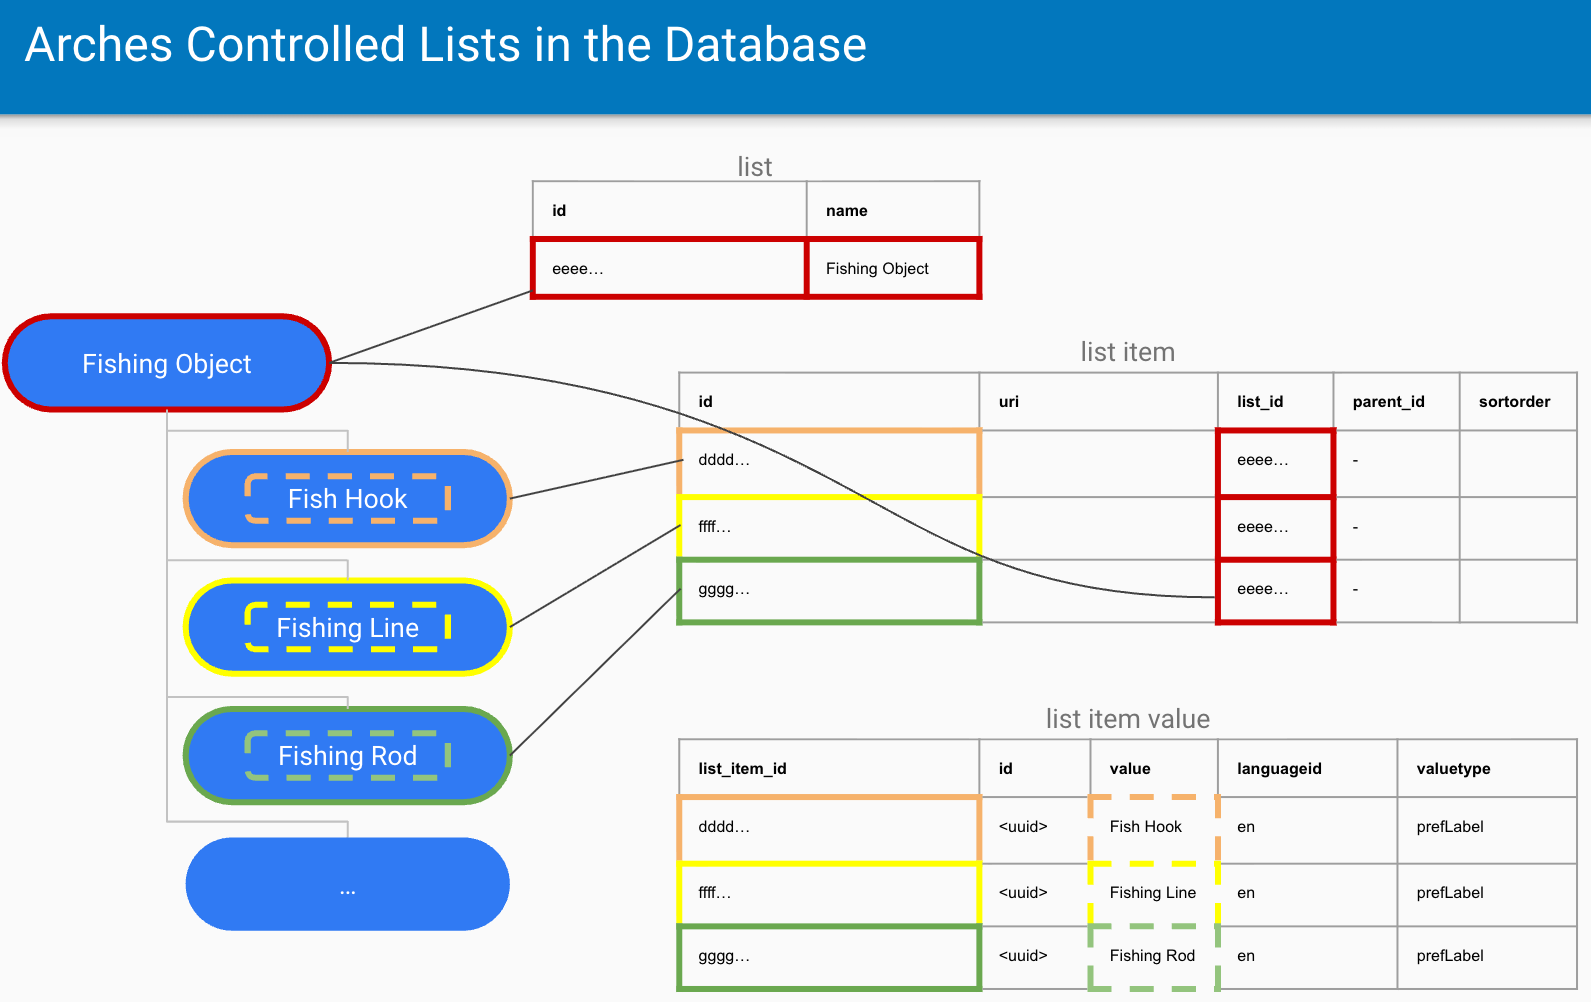 Arches Controlled Lists in the Database
list
id name
eeee… Fishing Object
Fishing Object
Fish Hook
Fishing Line
Fishing Rod
...
list item
id uri list_id parent_id sortorder
dddd… eeee… -
ffff… eeee… -
gggg… eeee… -
list item value
list_item_id id value languageid valuetype
dddd… <uuid> Fish Hook en prefLabel
ffff… <uuid> Fishing Line en prefLabel
gggg… <uuid> Fishing Rod en prefLabel